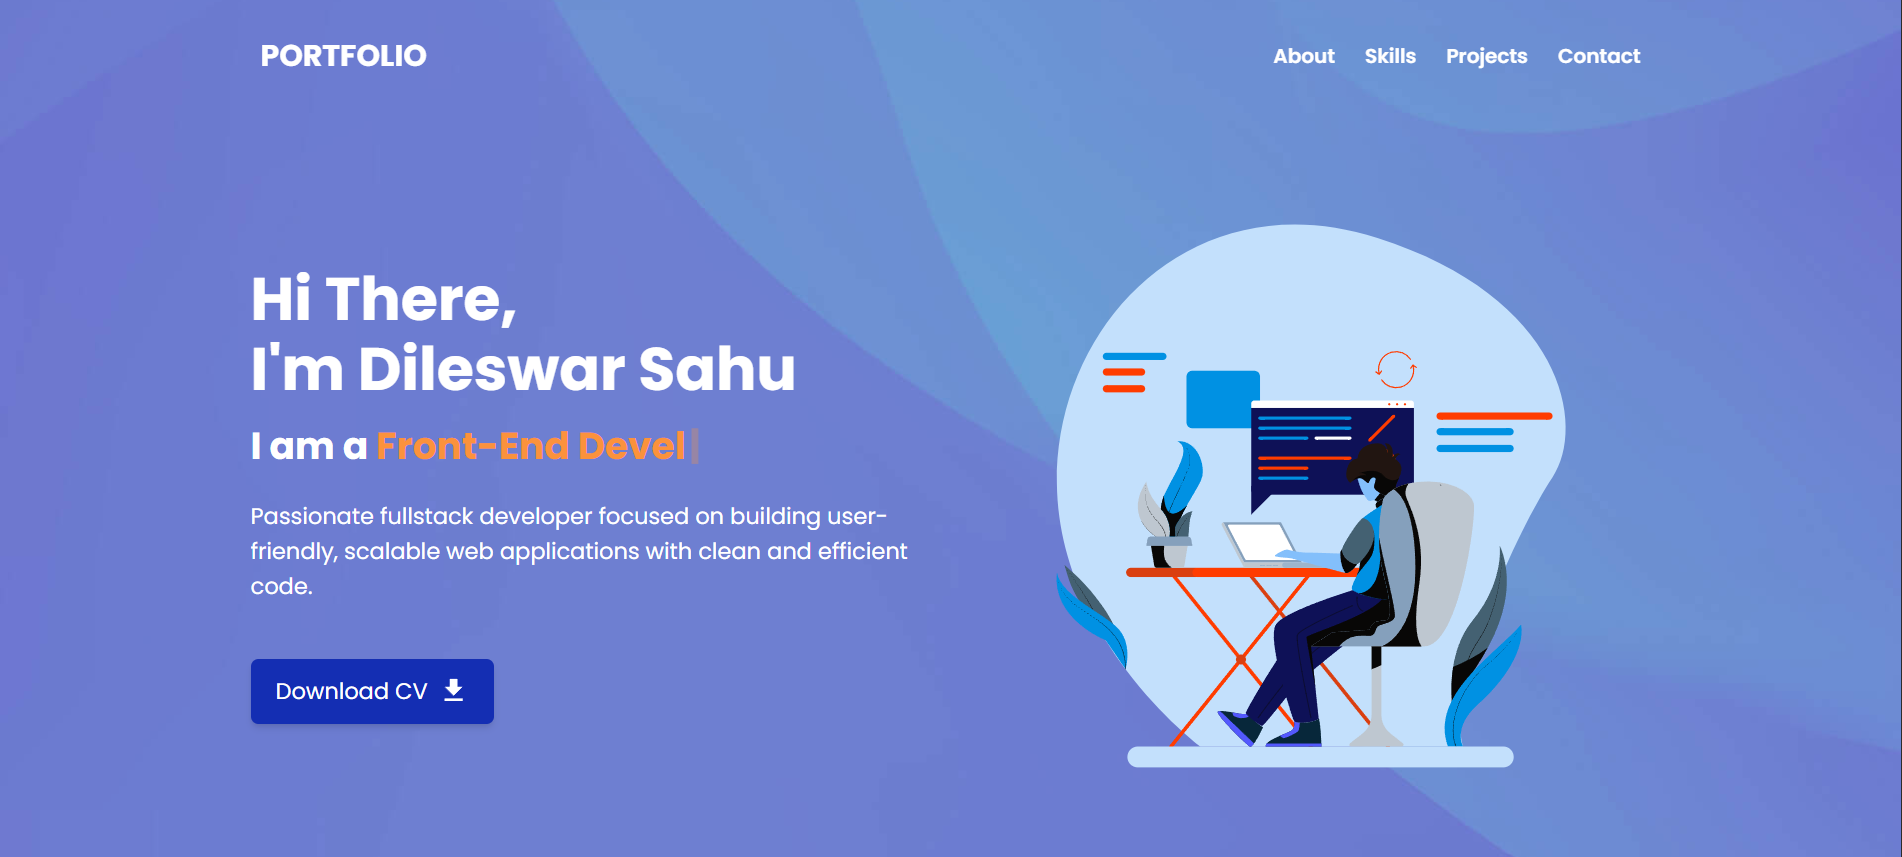 PORTFOLIO
About Skills Projects Contact
Hi There,
I'm Dileswar Sahu
I am a Front-End Devel
Passionate fullstack developer focused on building user-
friendly, scalable web applications with clean and efficient
code.
Download CV